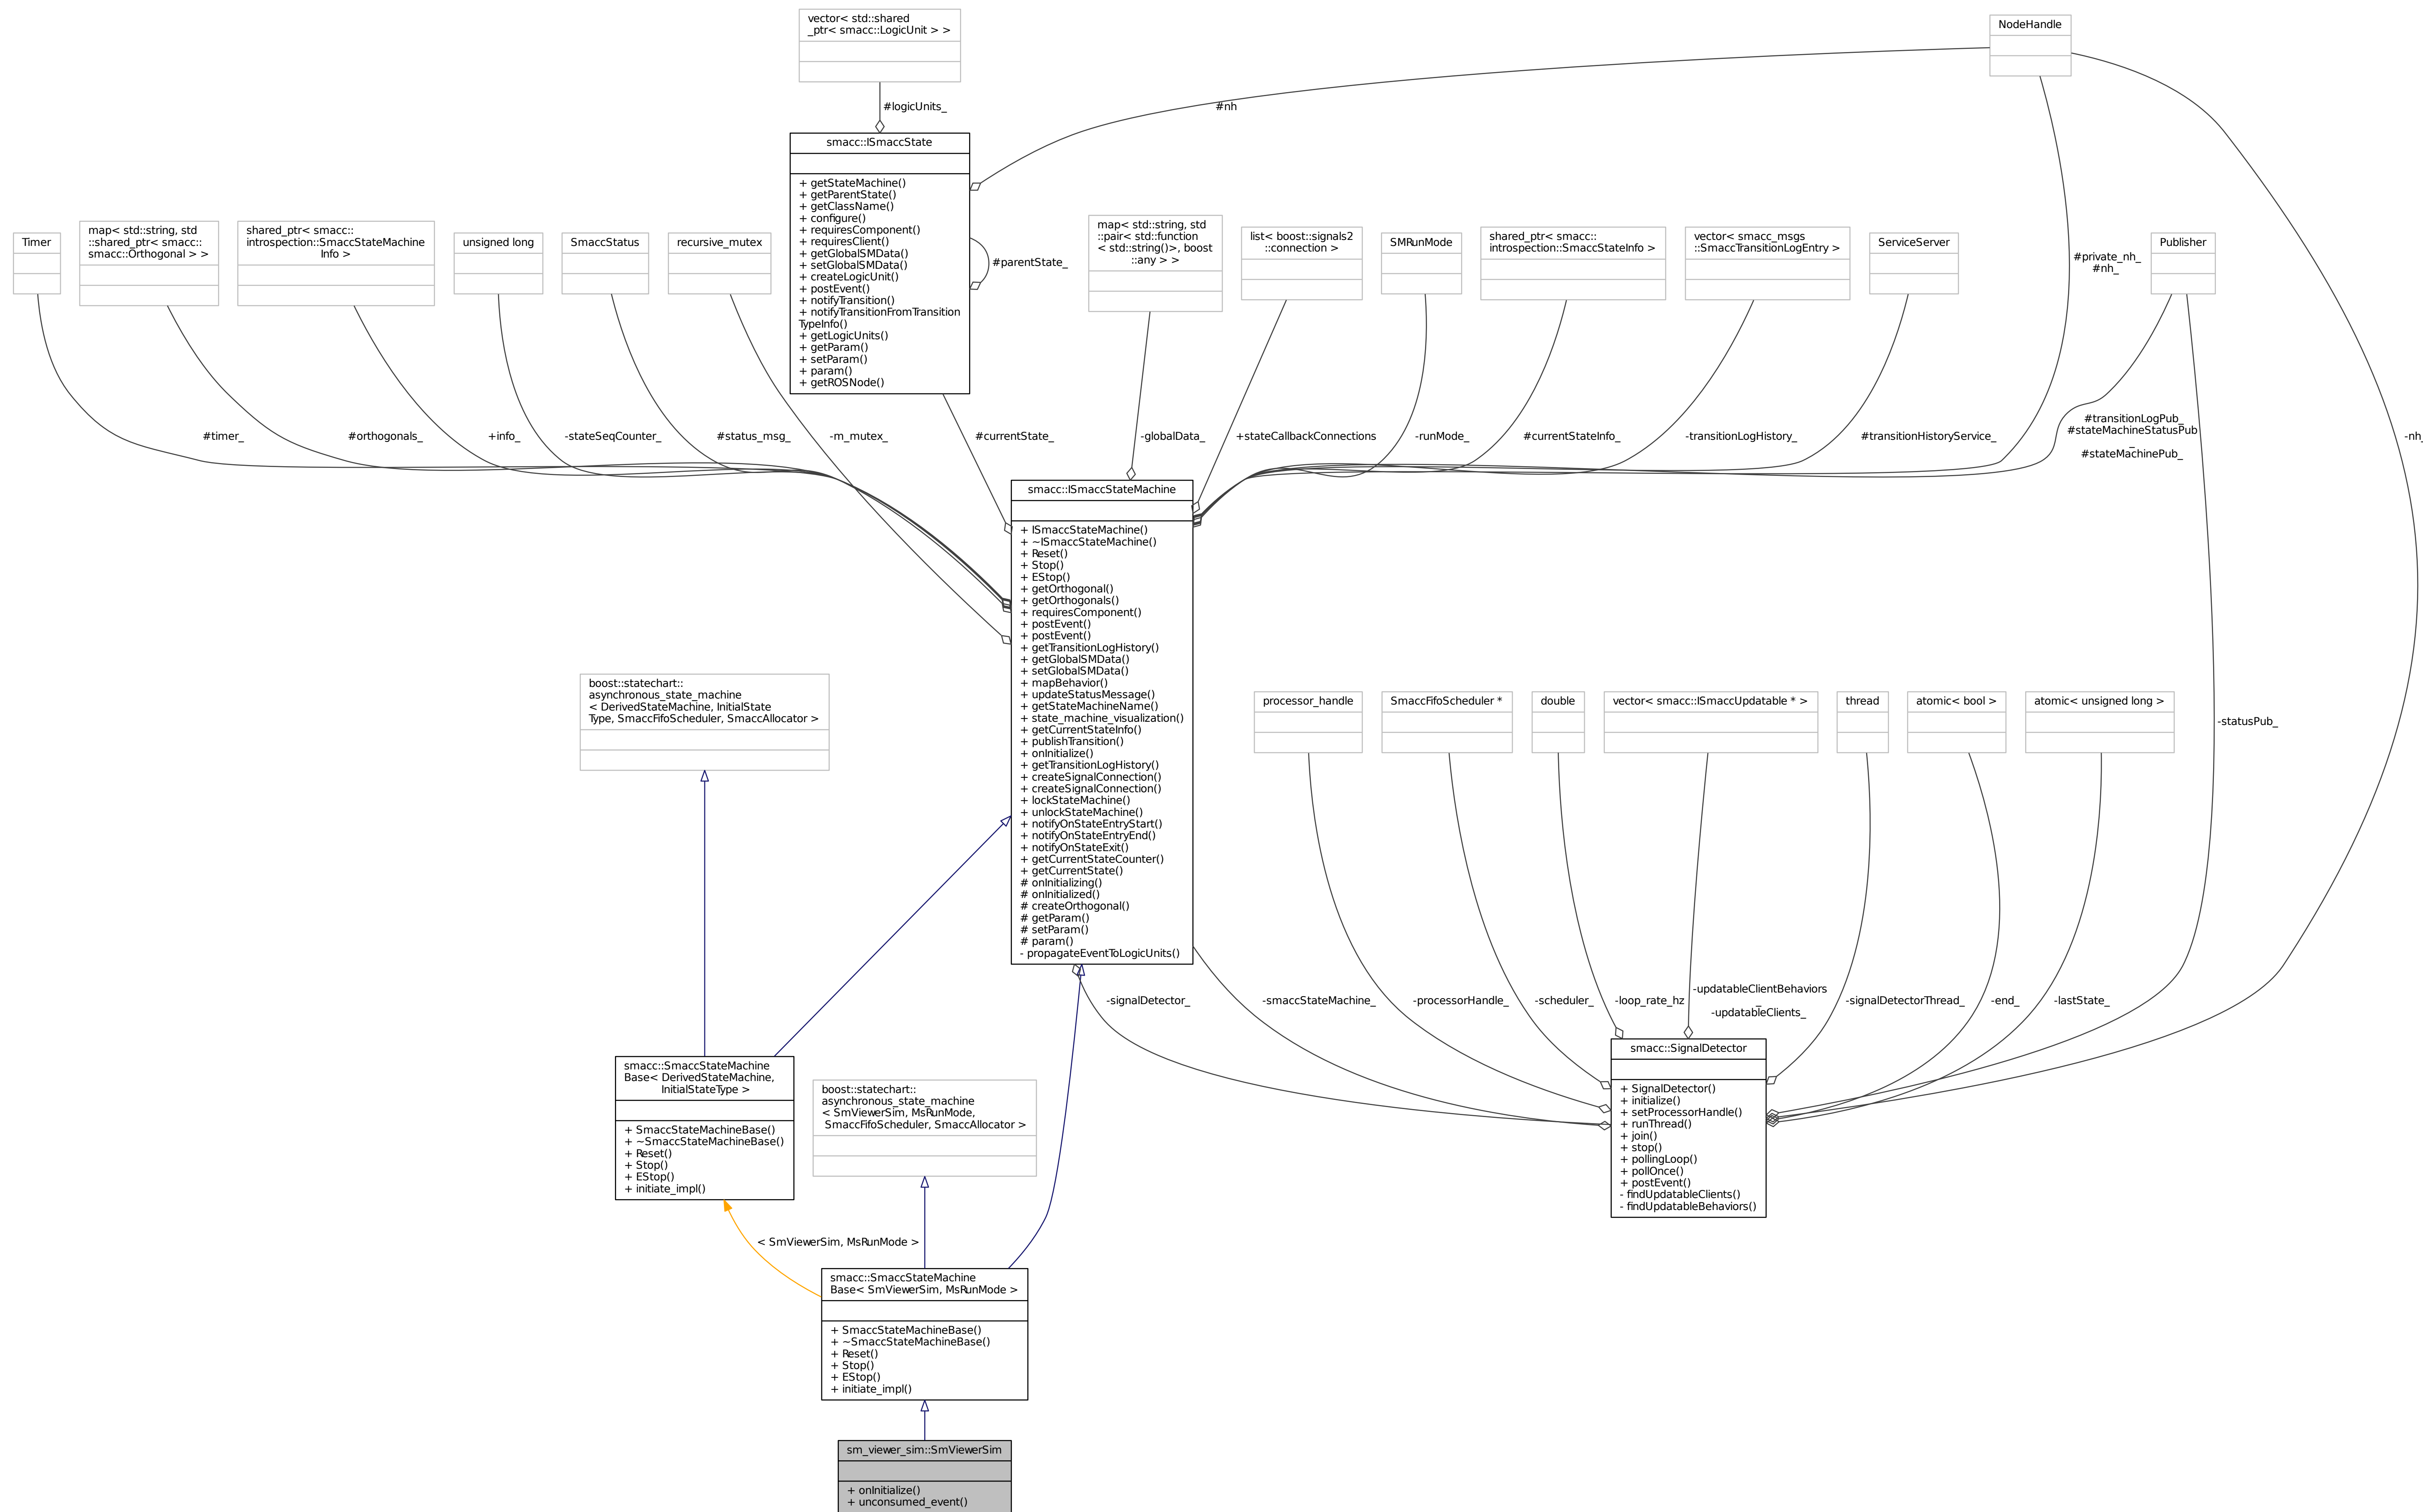 vector< std::shared
_ptr< smacc::LogicUnit > >
NodeHandle
#logicUnits_
#nh
smacc::ISmaccState
+ getStateMachine()
+ getParentState()
+ getClassName()
+ configure()
+ requiresComponent()
+ requiresClient()
+ getGlobalSMData()
+ setGlobalSMData()
+ createLogicUnit()
+ postEvent()
+ notifyTransition()
+ notifyTransitionFromTransition
TypeInfo()
+ getLogicUnits()
+ getParam()
+ setParam()
+ param()
+ getROSNode()
#parentState_
Timer
map< std::string, std
::shared_ptr< smacc::
smacc::Orthogonal > >
shared_ptr< smacc::
introspection::SmaccStateMachine
Info >
unsigned long
SmaccStatus
recursive_mutex
map< std::string, std
::pair< std::function
< std::string()>, boost
::any > >
list< boost::signals2
::connection >
SMRunMode
shared_ptr< smacc::
introspection::SmaccStateInfo >
vector< smacc_msgs
::SmaccTransitionLogEntry >
ServiceServer
#private_nh_
#nh_
Publisher
#timer_
#orthogonals_
+info_
-stateSeqCounter_
#status_msg_
-m_mutex_
#currentState_
-globalData_
+stateCallbackConnections
-runMode_
#currentStateInfo_
-transitionLogHistory_
#transitionHistoryService_
#transitionLogPub_
#stateMachineStatusPub
_
#stateMachinePub_
-nh_
smacc::ISmaccStateMachine
+ ISmaccStateMachine()
+ ~ISmaccStateMachine()
+ Reset()
+ Stop()
+ EStop()
+ getOrthogonal()
+ getOrthogonals()
+ requiresComponent()
+ postEvent()
+ postEvent()
+ getTransitionLogHistory()
+ getGlobalSMData()
+ setGlobalSMData()
+ mapBehavior()
+ updateStatusMessage()
+ getStateMachineName()
+ state_machine_visualization()
+ getCurrentStateInfo()
+ publishTransition()
+ onInitialize()
+ getTransitionLogHistory()
+ createSignalConnection()
+ createSignalConnection()
+ lockStateMachine()
+ unlockStateMachine()
+ notifyOnStateEntryStart()
+ notifyOnStateEntryEnd()
+ notifyOnStateExit()
+ getCurrentStateCounter()
+ getCurrentState()
# onInitializing()
# onInitialized()
# createOrthogonal()
# getParam()
# setParam()
# param()
- propagateEventToLogicUnits()
boost::statechart::
asynchronous_state_machine
< DerivedStateMachine, InitialState
Type, SmaccFifoScheduler, SmaccAllocator >
processor_handle
SmaccFifoScheduler *
double
vector< smacc::ISmaccUpdatable * >
thread
atomic< bool >
atomic< unsigned long >
-statusPub_
-signalDetector_
-smaccStateMachine_
-processorHandle_
-scheduler_
-loop_rate_hz
-updatableClientBehaviors
_
-updatableClients_
-signalDetectorThread_
-end_
-lastState_
smacc::SignalDetector
+ SignalDetector()
+ initialize()
+ setProcessorHandle()
+ runThread()
+ join()
+ stop()
+ pollingLoop()
+ pollOnce()
+ postEvent()
- findUpdatableClients()
- findUpdatableBehaviors()
smacc::SmaccStateMachine
Base< DerivedStateMachine,
InitialStateType >
+ SmaccStateMachineBase()
+ ~SmaccStateMachineBase()
+ Reset()
+ Stop()
+ EStop()
+ initiate_impl()
boost::statechart::
asynchronous_state_machine
< SmViewerSim, MsRunMode,
SmaccFifoScheduler, SmaccAllocator >
< SmViewerSim, MsRunMode >
smacc::SmaccStateMachine
Base< SmViewerSim, MsRunMode >
+ SmaccStateMachineBase()
+ ~SmaccStateMachineBase()
+ Reset()
+ Stop()
+ EStop()
+ initiate_impl()
sm_viewer_sim::SmViewerSim
+ onInitialize()
+ unconsumed_event()